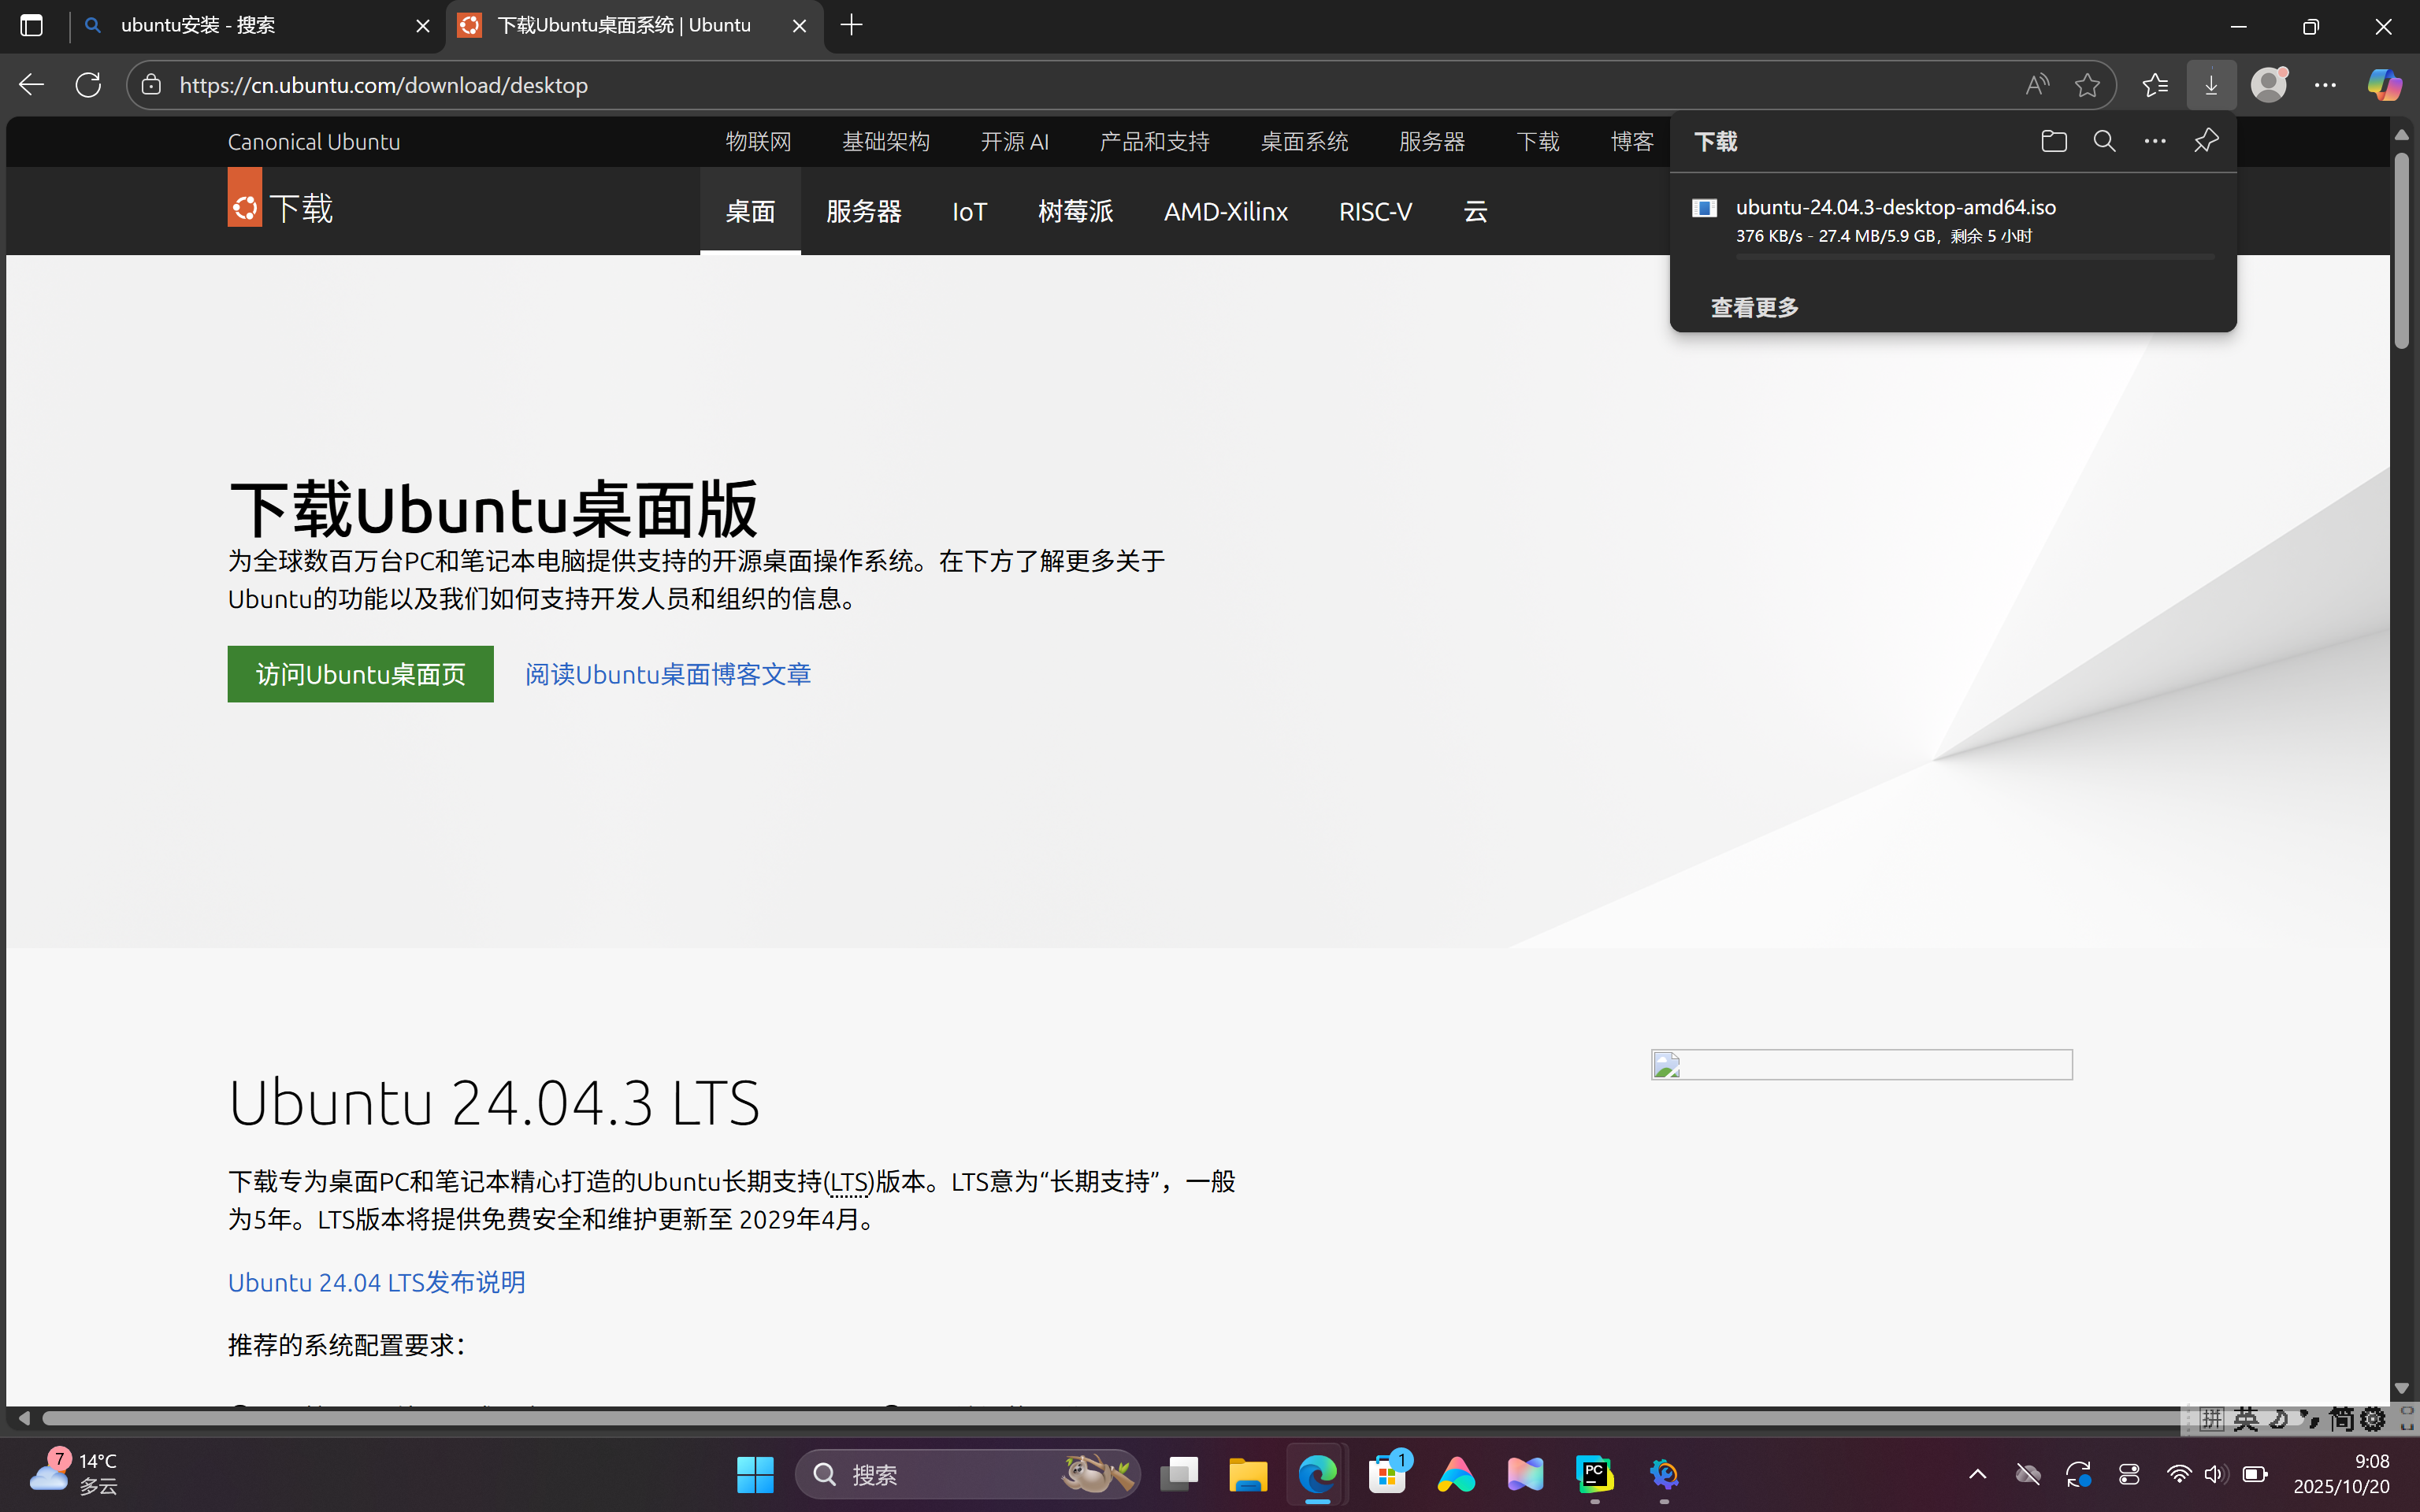 ubuntu安装 - 搜索
下载Ubuntu桌面系统 | Ubuntu
https://cn.ubuntu.com/download/desktop
Canonical Ubuntu
物联网
基础架构
开源 AI
产品和支持
桌面系统
服务器
下载
博客
下载
桌面
服务器
IoT
树莓派
AMD-Xilinx
RISC-V
云
下载
ubuntu-24.04.3-desktop-amd64.iso
376 KB/s - 27.4 MB/5.9 GB，剩余 5 小时
查看更多
下载Ubuntu桌面版
为全球数百万台PC和笔记本电脑提供支持的开源桌面操作系统。在下方了解更多关于
Ubuntu的功能以及我们如何支持开发人员和组织的信息。
访问Ubuntu桌面页
阅读Ubuntu桌面博客文章
Ubuntu 24.04.3 LTS
下载专为桌面PC和笔记本精心打造的Ubuntu长期支持(LTS)版本。LTS意为“长期支持”，一般
为5年。LTS版本将提供免费安全和维护更新至 2029年4月。
Ubuntu 24.04 LTS发布说明
推荐的系统配置要求：
拼 英 简
7
14°C
多云
搜索
1
PC
9:08
2025/10/20